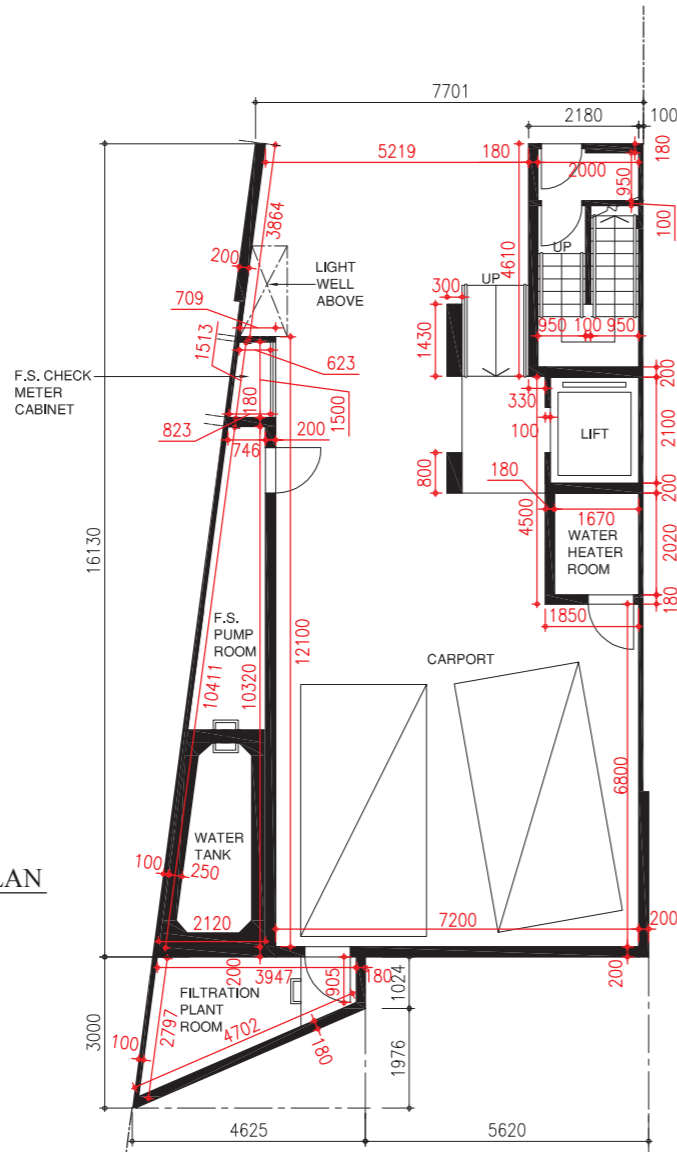 7701
2180
100
5219
180
2000
180
950
100
3864
4610
200
LIGHT
WELL
ABOVE
UP
UP
300
709
1430
950
100
950
1513
623
F.S. CHECK
METER
CABINET
180
1500
330
200
823
746
200
100
LIFT
2100
800
180
200
4500
1670
WATER
HEATER
ROOM
2020
16130
180
1850
F.S.
PUMP
ROOM
12100
CARPORT
10411
10320
6800
WATER
TANK
LAN
100
250
2120
7200
200
200
3947
180
905
200
1024
FILTRATION
PLANT
ROOM
3000
2797
4702
100
180
1976
4625
5620